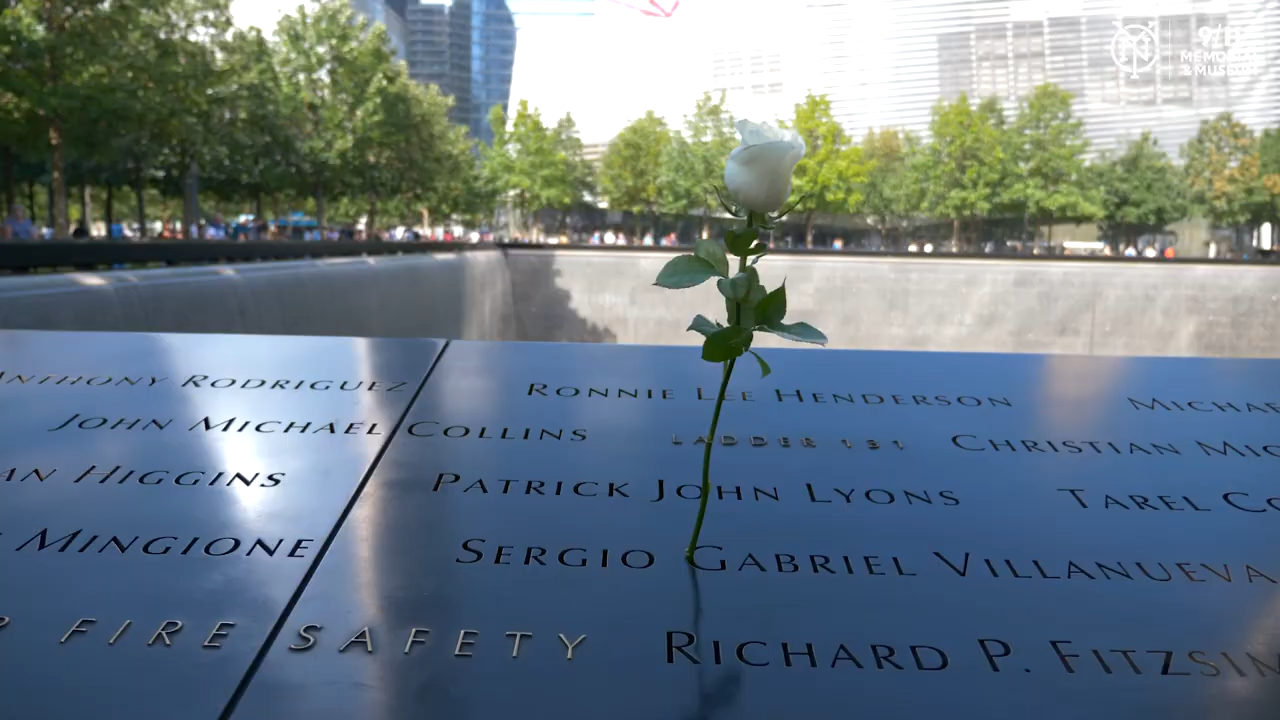 9/11
MEMORIAL
& MUSEUM
ANTHONY RODRIGUEZ RONNIE LEE HENDERSON
JOHN MICHAEL COLLINS LADDER 131 CHRISTIAN
HIGGINS PATRICK JOHN LYONS TAREL
MINGIONE SERGIO GABRIEL VILLANUEVA
FIRE SAFETY RICHARD P.